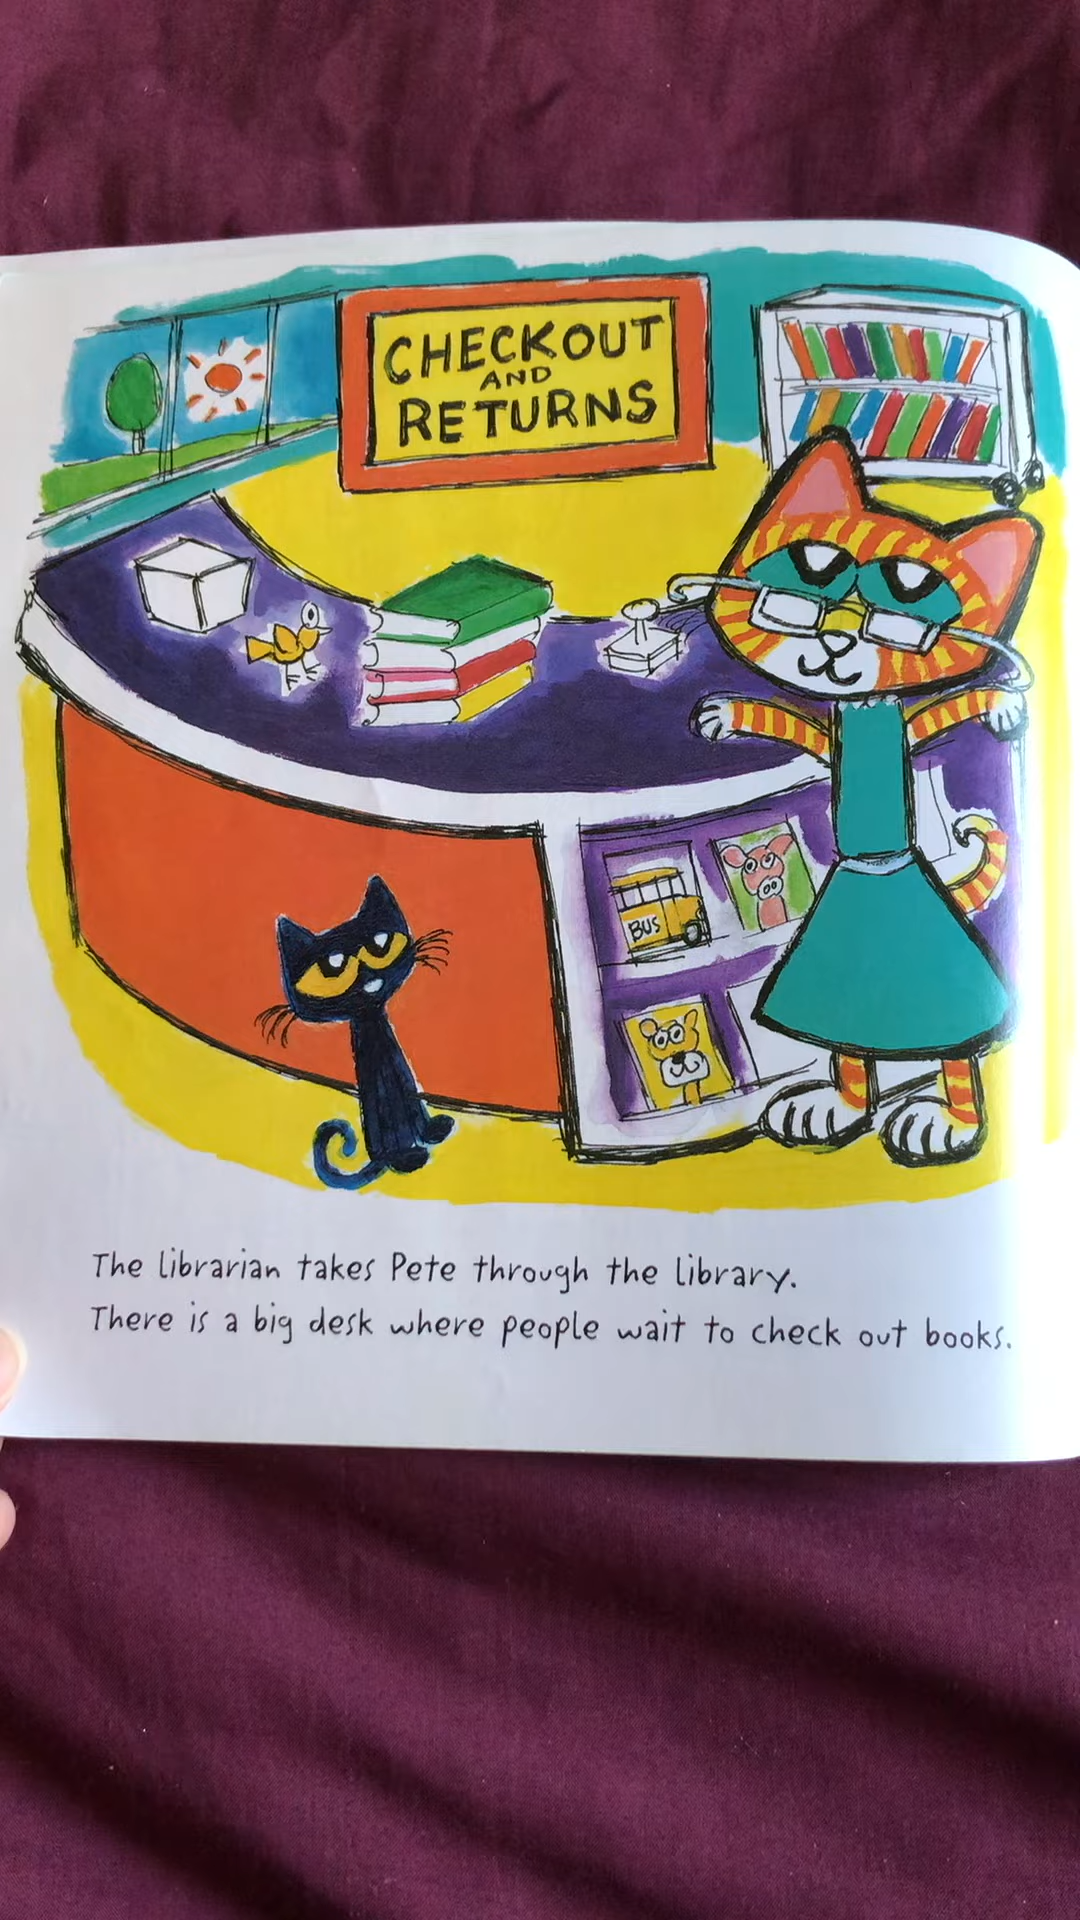 CHECKOUT
AND
RETURNS
BUS
The librarian takes Pete through the library.
There is a big desk where people wait to check out books.